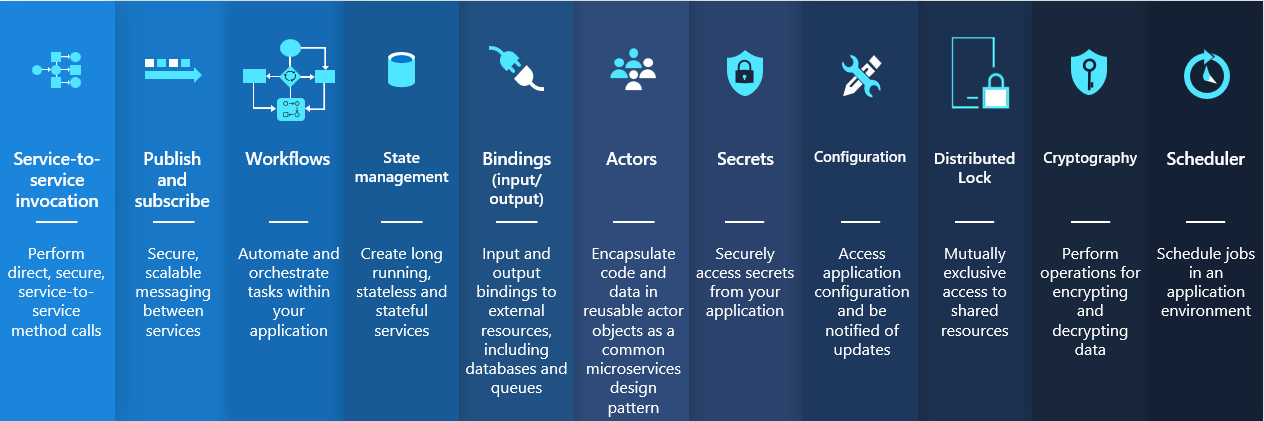 Service-to-
service
invocation
Perform
direct, secure,
service-to-
service
method calls
Publish
and
subscribe
Secure,
scalable
messaging
between
services
Workflows
Automate and
orchestrate
tasks within
your
application
State
management
Create long
running,
stateless and
stateful
services
Bindings
(input/
output)
Input and
output
bindings to
external
resources,
including
databases and
queues
Actors
Encapsulate
code and
data in
reusable actor
objects as a
common
microservices
design
pattern
Secrets
Securely
access secrets
from your
application
Configuration
Access
application
configuration
and be
notified of
updates
Distributed
Lock
Mutually
exclusive
access to
shared
resources
Cryptography
Perform
operations for
encrypting
and
decrypting
data
Scheduler
Schedule jobs
in an
application
environment